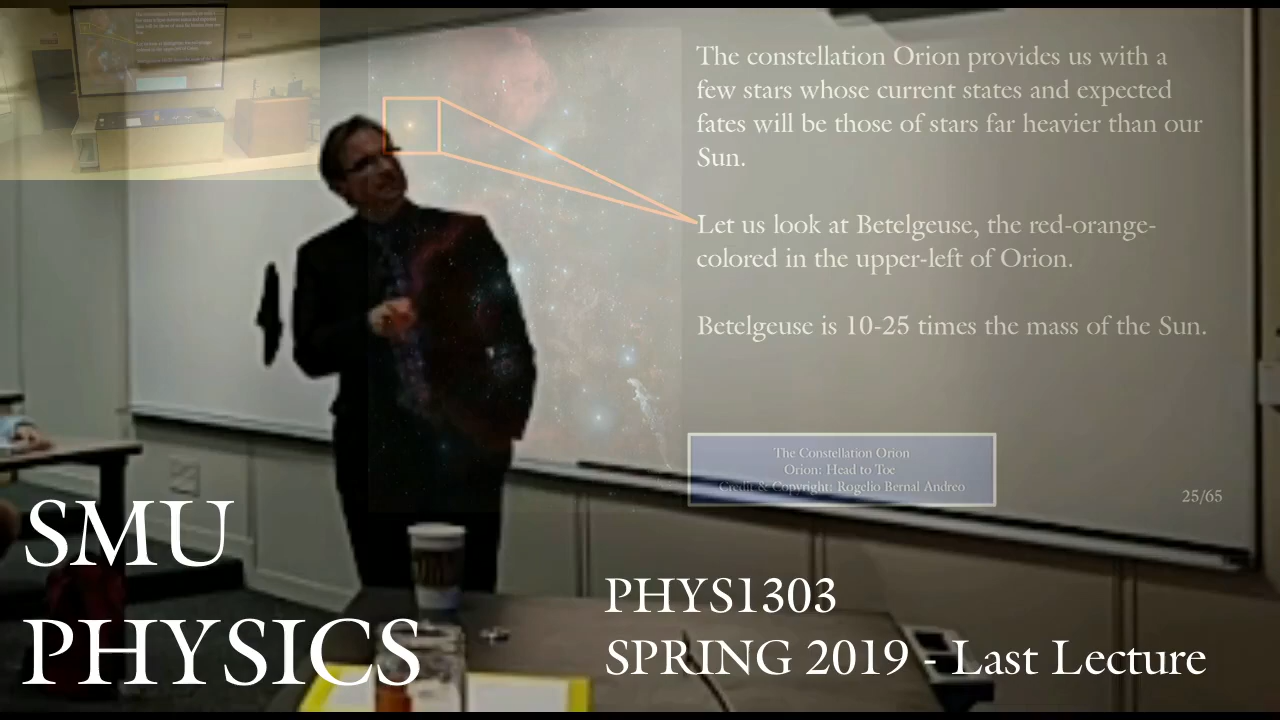 The constellation Orion provides us with a
few stars whose current states and expected
fates will be those of stars far heavier than our
Sun.
Let us look at Betelgeuse, the red-orange-
colored in the upper-left of Orion.
Betelgeuse is 10-25 times the mass of the Sun.
The Constellation Orion
Orion: Head to Toe
Credit & Copyright: Rogelio Bernal Andreo
25/65
SMU
PHYSICS
PHYS1303
SPRING 2019 - Last Lecture